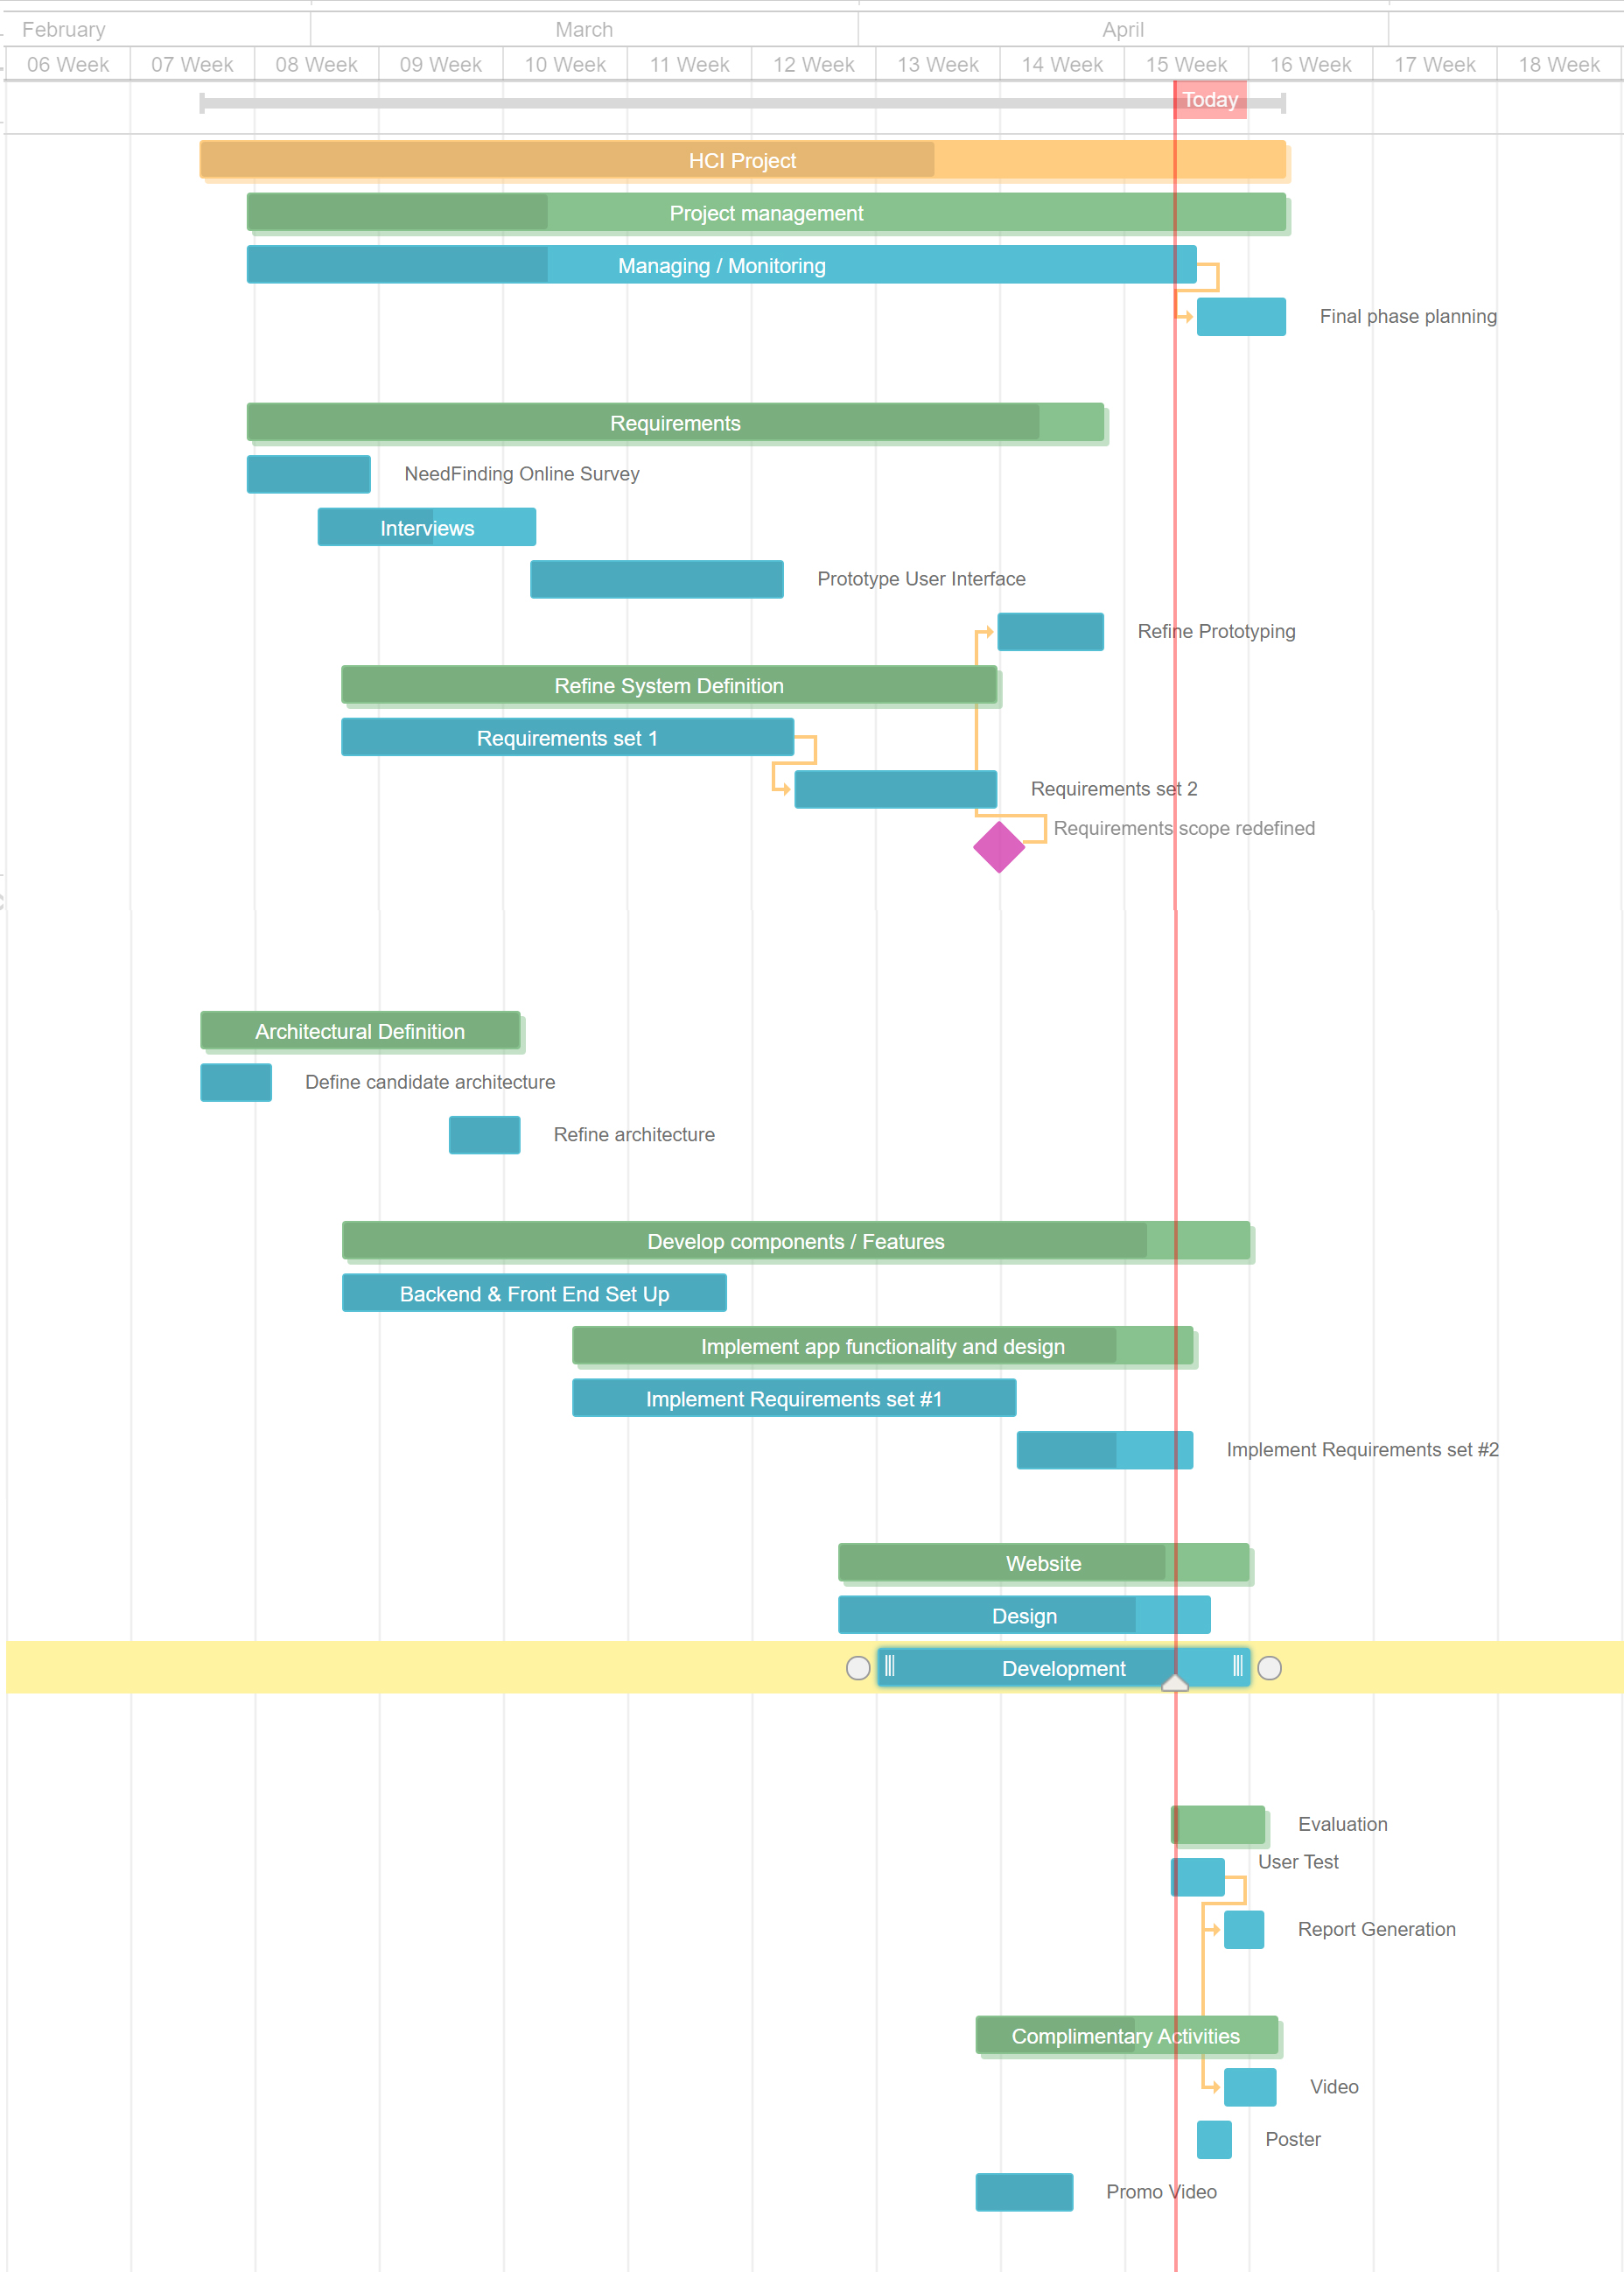 February March April
06 Week 07 Week 08 Week 09 Week 10 Week 11 Week 12 Week 13 Week 14 Week 15 Week 16 Week 17 Week 18 Week
Today
HCI Project
Project management
Managing / Monitoring
Final phase planning
Requirements
NeedFinding Online Survey
Interviews
Prototype User Interface
Refine Prototyping
Refine System Definition
Requirements set 1
Requirements set 2
Requirements scope redefined
Architectural Definition
Define candidate architecture
Refine architecture
Develop components / Features
Backend & Front End Set Up
Implement app functionality and design
Implement Requirements set #1
Implement Requirements set #2
Website
Design
Development
Evaluation
User Test
Report Generation
Complimentary Activities
Video
Poster
Promo Video